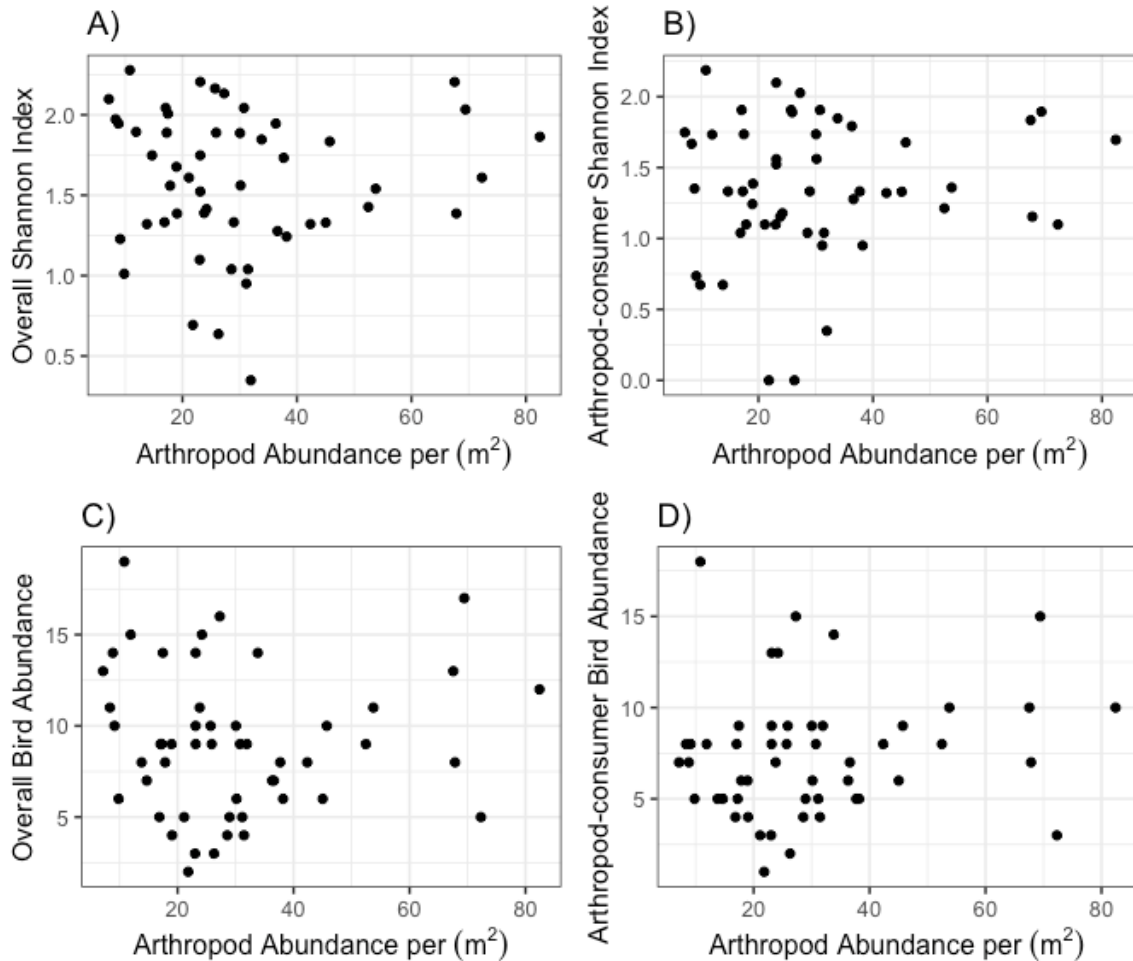 A)
Overall Shannon Index
2.0
1.5
1.0
0.5
20 40 60 80
Arthropod Abundance per (m²)
B)
Arthropod-consumer Shannon Index
2.0
1.5
1.0
0.5
0.0
20 40 60 80
Arthropod Abundance per (m²)
C)
Overall Bird Abundance
15
10
5
20 40 60 80
Arthropod Abundance per (m²)
D)
Arthropod-consumer Bird Abundance
15
10
5
20 40 60 80
Arthropod Abundance per (m²)